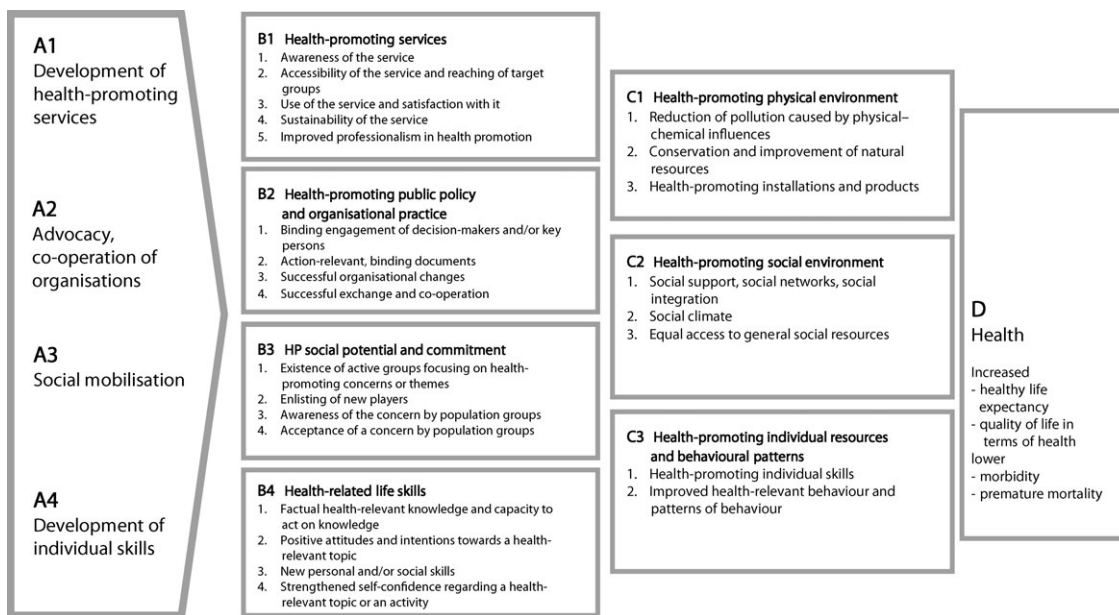 A1
Development of
health-promoting
services
A2
Advocacy,
co-operation of
organisations
A3
Social mobilisation
A4
Development of
individual skills
B1 Health-promoting services
1. Awareness of the service
2. Accessibility of the service and reaching of target
groups
3. Use of the service and satisfaction with it
4. Sustainability of the service
5. Improved professionalism in health promotion
B2 Health-promoting public policy
and organisational practice
1. Binding engagement of decision-makers and/or key
persons
2. Action-relevant, binding documents
3. Successful organisational changes
4. Successful exchange and co-operation
B3 HP social potential and commitment
1. Existence of active groups focusing on health-
promoting concerns or themes
2. Enlisting of new players
3. Awareness of the concern by population groups
4. Acceptance of a concern by population groups
B4 Health-related life skills
1. Factual health-relevant knowledge and capacity to
act on knowledge
2. Positive attitudes and intentions towards a health-
relevant topic
3. New personal and/or social skills
4. Strengthened self-confidence regarding a health-
relevant topic or an activity
C1 Health-promoting physical environment
1. Reduction of pollution caused by physical–
chemical influences
2. Conservation and improvement of natural
resources
3. Health-promoting installations and products
C2 Health-promoting social environment
1. Social support, social networks, social
integration
2. Social climate
3. Equal access to general social resources
C3 Health-promoting individual resources
and behavioural patterns
1. Health-promoting individual skills
2. Improved health-relevant behaviour and
patterns of behaviour
D
Health
Increased
- healthy life
expectancy
- quality of life in
terms of health
lower
- morbidity
- premature mortality